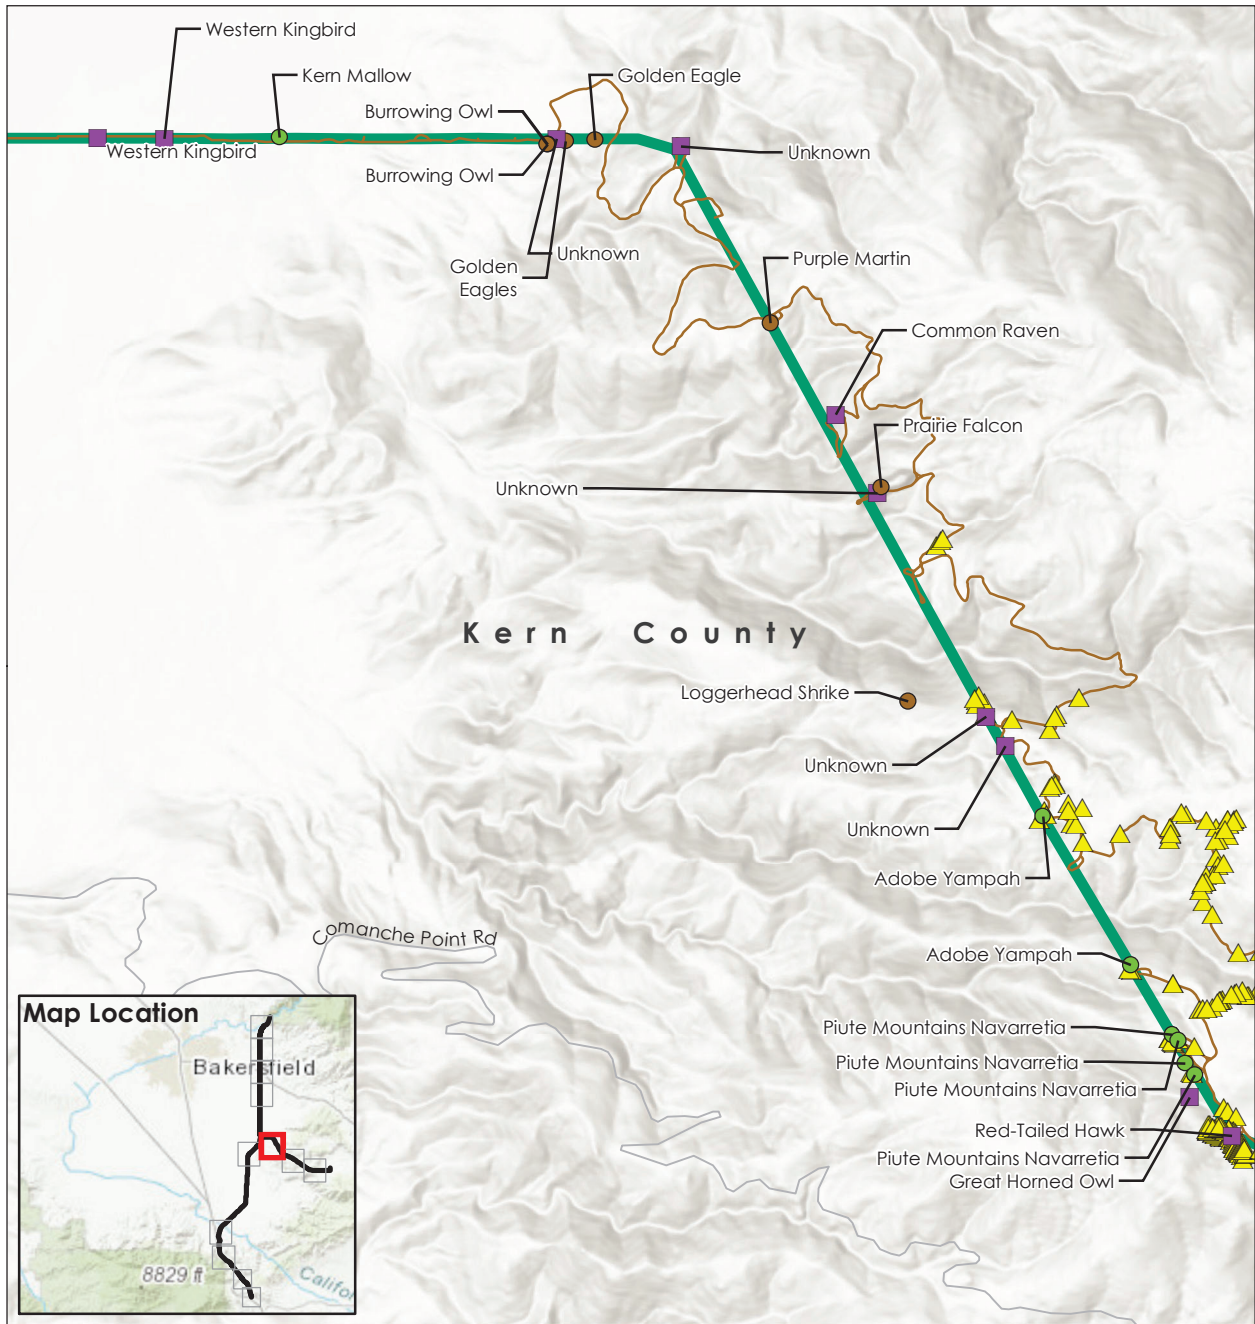 Western Kingbird
Kern Mallow
Golden Eagle
Burrowing Owl
Western Kingbird
Unknown
Burrowing Owl
Unknown
Golden
Eagles
Purple Martin
Common Raven
Prairie Falcon
Unknown
Kern County
Loggerhead Shrike
Unknown
Unknown
Adobe Yampah
Comanche Point Rd
Adobe Yampah
Map Location
Piute Mountains Navarretia
Piute Mountains Navarretia
Bakersfield
Piute Mountains Navarretia
Red-Tailed Hawk
Piute Mountains Navarretia
Great Horned Owl
8829 ft
Califo